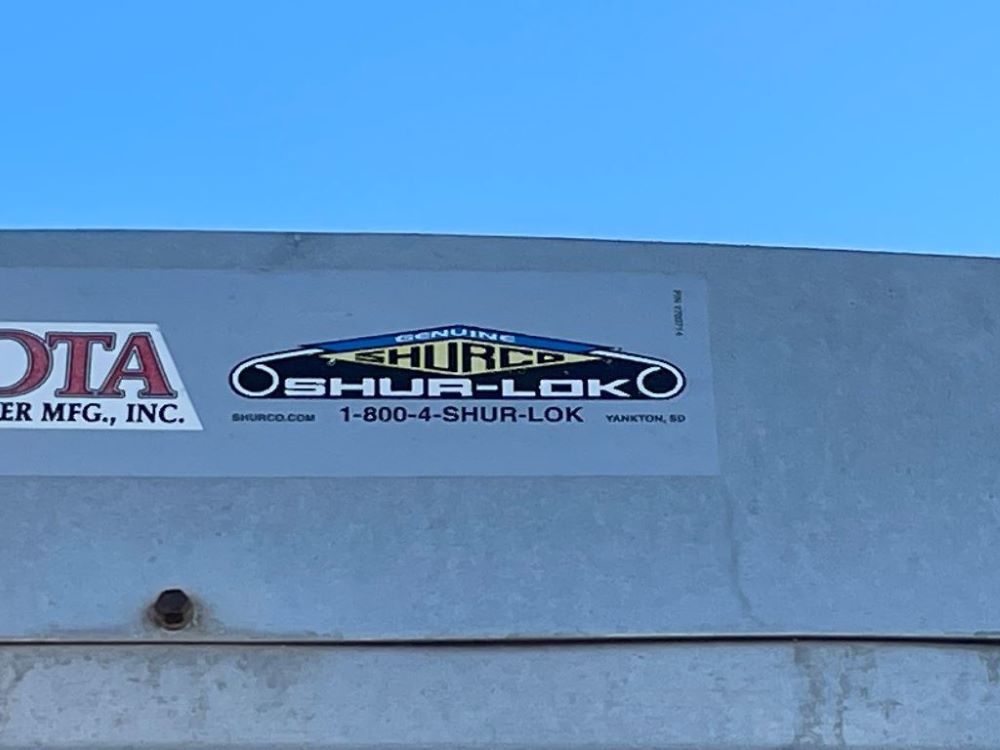 OTA
ER MFG., INC.
GENUINE
SHURCO
SHUR-LOK
SHURCO.COM 1-800-4-SHUR-LOK YANKTON, SD